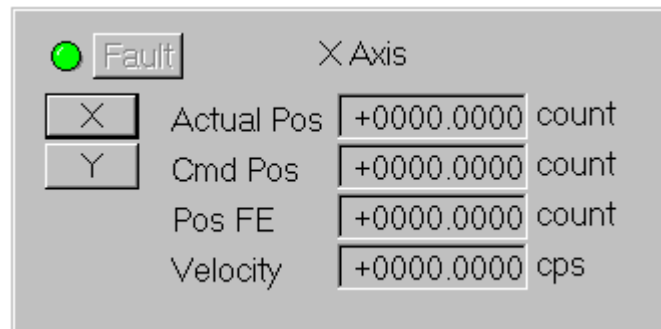 Fault X Axis
X Actual Pos +0000.0000 count
Y Cmd Pos +0000.0000 count
Pos FE +0000.0000 count
Velocity +0000.0000 cps